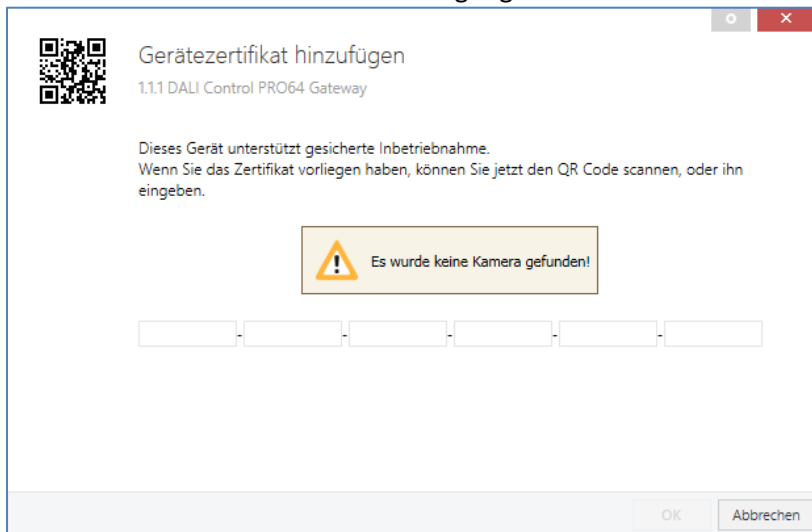 Gerätezertifikat hinzufügen
1.1.1 DALI Control PRO64 Gateway
Dieses Gerät unterstützt gesicherte Inbetriebnahme.
Wenn Sie das Zertifikat vorliegen haben, können Sie jetzt den QR Code scannen, oder ihn
eingeben.
Es wurde keine Kamera gefunden!
- - - - -
OK Abbrechen